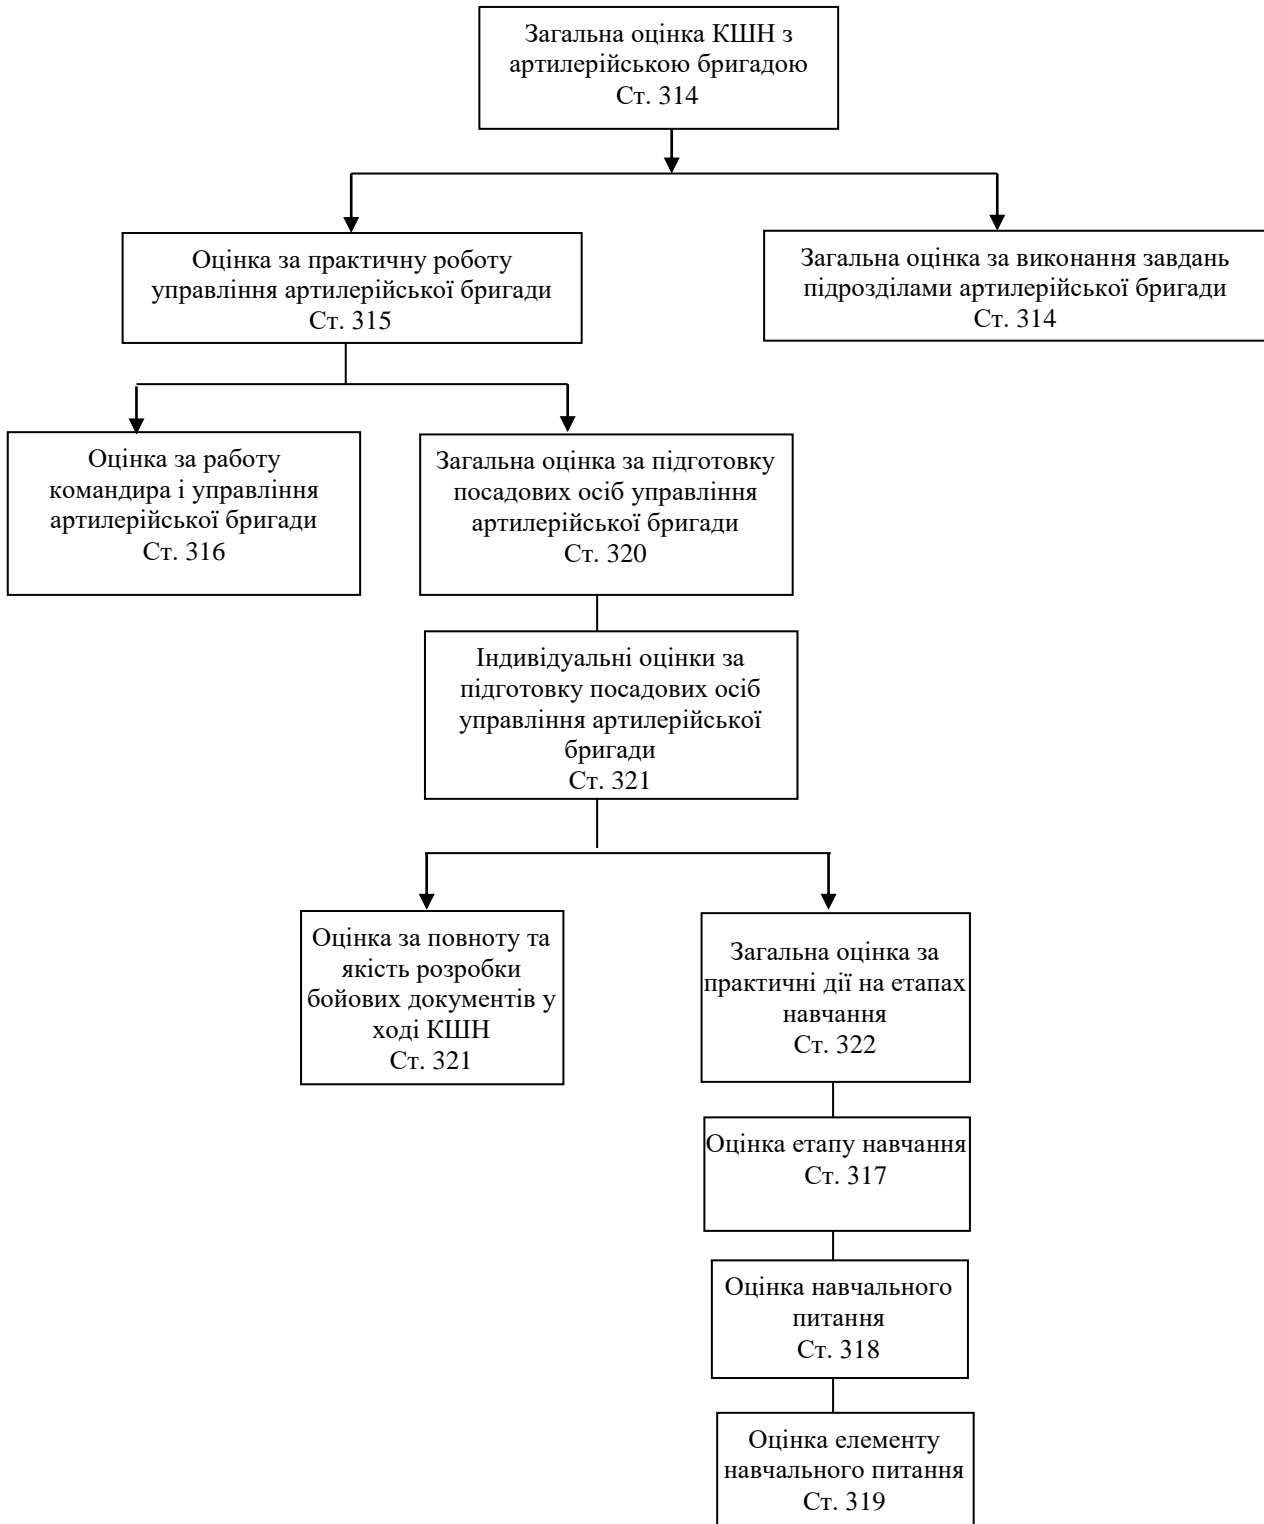 Загальна оцінка КШН з
артилерійською бригадою
Ст. 314
Оцінка за практичну роботу
управління артилерійської бригади
Ст. 315
Загальна оцінка за виконання завдань
підрозділами артилерійської бригади
Ст. 314
Оцінка за работу
командира і управління
артилерійської бригади
Ст. 316
Загальна оцінка за підготовку
посадових осіб управління
артилерійської бригади
Ст. 320
Індивідуальні оцінки за
підготовку посадових осіб
управління артилерійської
бригади
Ст. 321
Оцінка за повноту та
якість розробки
бойових документів у
ході КШН
Ст. 321
Загальна оцінка за
практичні дії на етапах
навчання
Ст. 322
Оцінка етапу навчання
Ст. 317
Оцінка навчального
питання
Ст. 318
Оцінка елементу
навчального питання
Ст. 319